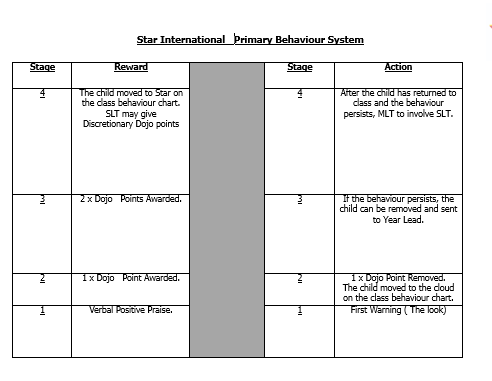 Star International Primary Behaviour System
Stage Reward Stage Action
4 The child moved to Star on
the class behaviour chart.
SLT may give
Discretionary Dojo points
4 After the child has returned to
class and the behaviour
persists, MLT to involve SLT.
3 2 x Dojo Points Awarded.
3 If the behaviour persists, the
child can be removed and sent
to Year Lead.
2 1 x Dojo Point Awarded.
2 1 x Dojo Point Removed.
The child moved to the cloud
on the class behaviour chart.
1 Verbal Positive Praise.
1 First Warning ( The look)